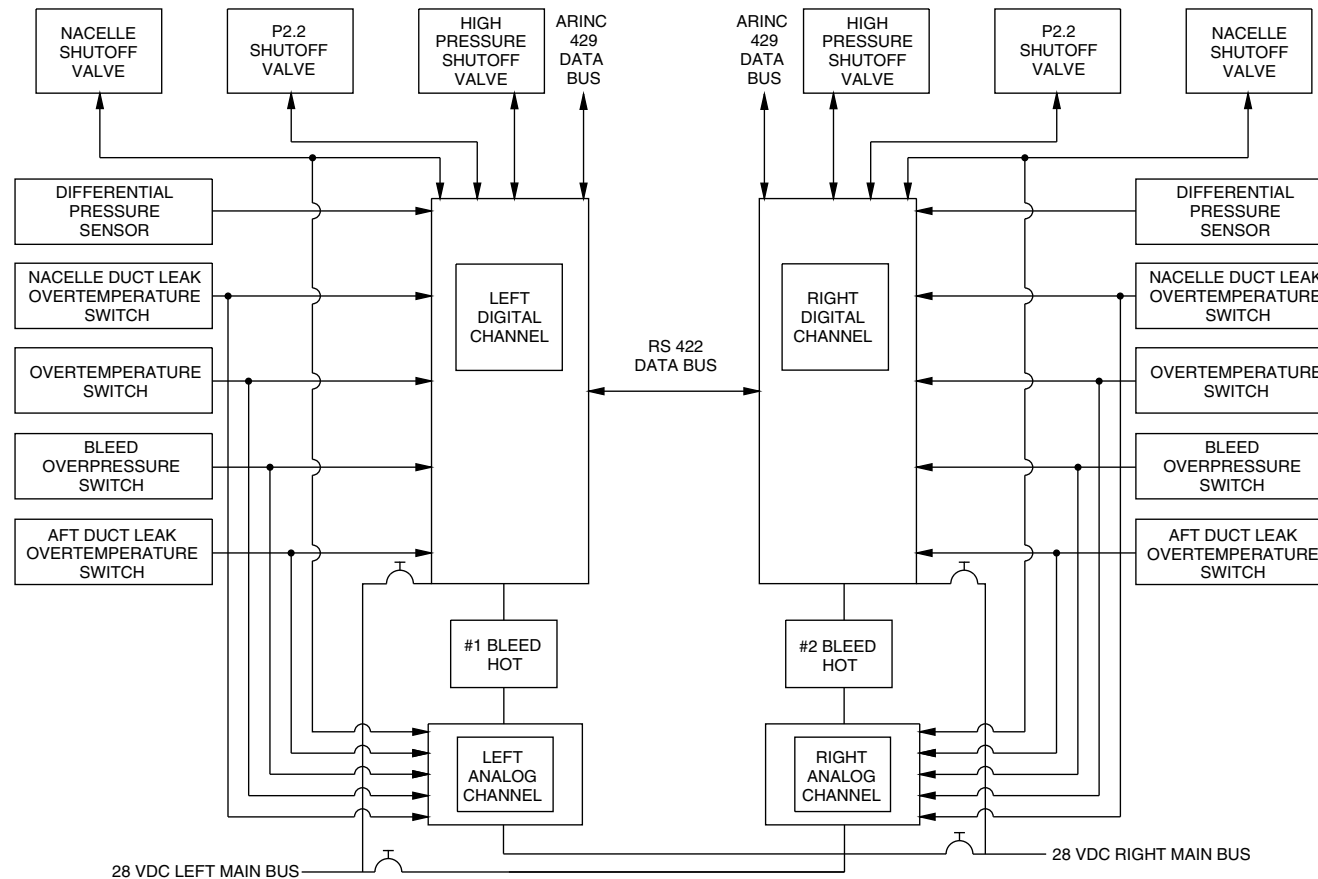 NACELLE
SHUTOFF
VALVE
P2.2
SHUTOFF
VALVE
HIGH
PRESSURE
SHUTOFF
VALVE
ARINC
429
DATA
BUS
ARINC
429
DATA
BUS
HIGH
PRESSURE
SHUTOFF
VALVE
P2.2
SHUTOFF
VALVE
NACELLE
SHUTOFF
VALVE
DIFFERENTIAL
PRESSURE
SENSOR
NACELLE DUCT LEAK
OVERTEMPERATURE
SWITCH
OVERTEMPERATURE
SWITCH
BLEED
OVERPRESSURE
SWITCH
AFT DUCT LEAK
OVERTEMPERATURE
SWITCH
LEFT
DIGITAL
CHANNEL
RS 422
DATA BUS
RIGHT
DIGITAL
CHANNEL
DIFFERENTIAL
PRESSURE
SENSOR
NACELLE DUCT LEAK
OVERTEMPERATURE
SWITCH
OVERTEMPERATURE
SWITCH
BLEED
OVERPRESSURE
SWITCH
AFT DUCT LEAK
OVERTEMPERATURE
SWITCH
#1 BLEED
HOT
#2 BLEED
HOT
LEFT
ANALOG
CHANNEL
RIGHT
ANALOG
CHANNEL
28 VDC LEFT MAIN BUS
28 VDC RIGHT MAIN BUS